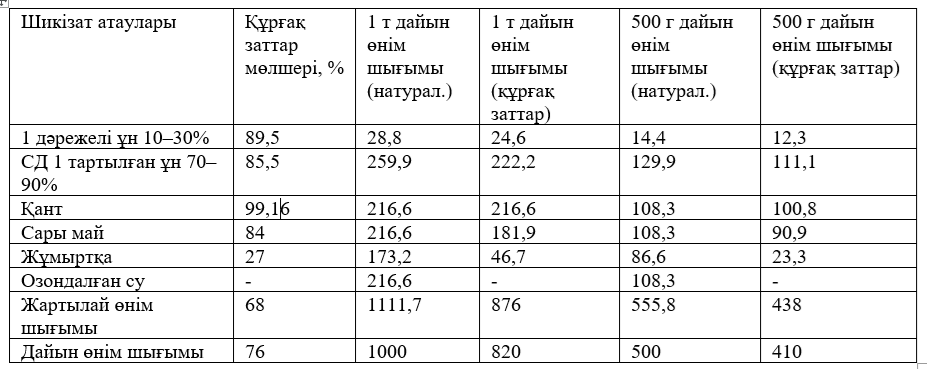 Шикізат атаулары | Құрғақ заттар мөлшері, % | 1 т дайын өнім шығымы (натурал.) | 1 т дайын өнім шығымы (құрғақ заттар) | 500 г дайын өнім шығымы (натурал.) | 500 г дайын өнім шығымы (құрғақ заттар)
1 дәрежелі ұн 10–30% | 89,5 | 28,8 | 24,6 | 14,4 | 12,3
СД 1 тартылған ұн 70–90% | 85,5 | 259,9 | 222,2 | 129,9 | 111,1
Қант | 99,16 | 216,6 | 216,6 | 108,3 | 100,8
Сары май | 84 | 216,6 | 181,9 | 108,3 | 90,9
Жұмыртқа | 27 | 173,2 | 46,7 | 86,6 | 23,3
Озондалған су | - | 216,6 | - | 108,3 | -
Жартылай өнім шығымы | 68 | 1111,7 | 876 | 555,8 | 438
Дайын өнім шығымы | 76 | 1000 | 820 | 500 | 410